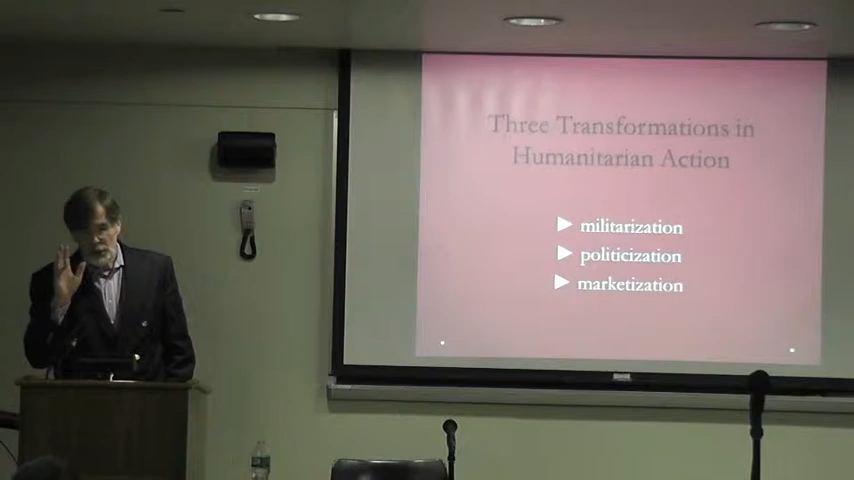 Three Transformations in
Humanitarian Action
militarization
politicization
marketization